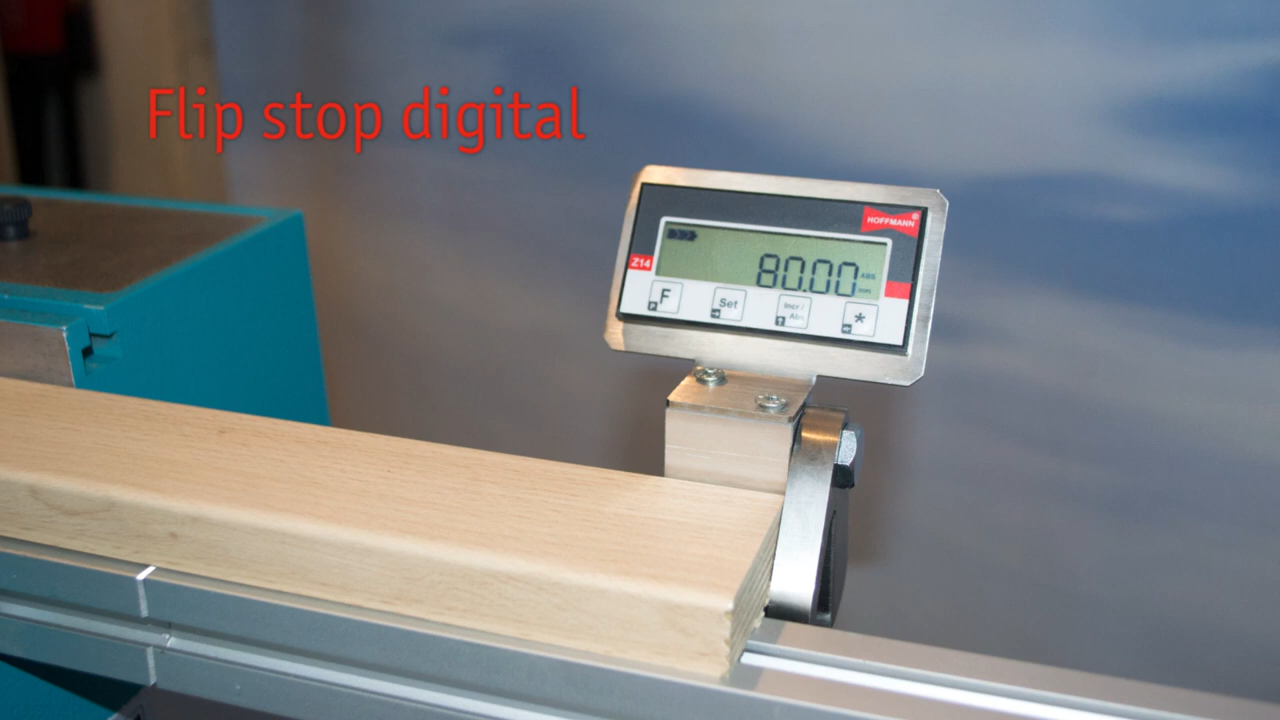 Flip stop digital
HOFFMANN®
Z14
80.00 ABS
mm
F
Set
Incr/
Abs
*